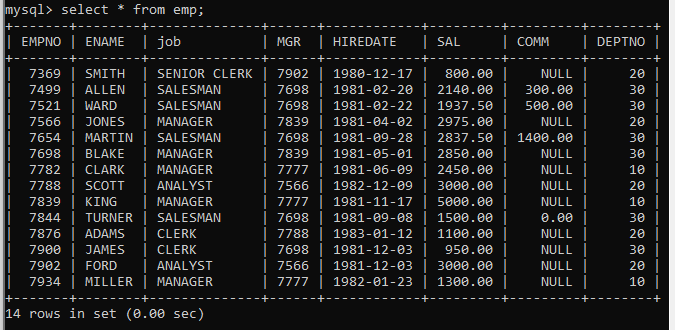 mysql> select * from emp;
+-------+--------+--------------+------+------------+---------+---------+--------+
| EMPNO | ENAME  | job          | MGR  | HIREDATE   | SAL     | COMM    | DEPTNO |
+-------+--------+--------------+------+------------+---------+---------+--------+
|  7369 | SMITH  | SENIOR CLERK | 7902 | 1980-12-17 |  800.00 |    NULL |     20 |
|  7499 | ALLEN  | SALESMAN     | 7698 | 1981-02-20 | 2140.00 |  300.00 |     30 |
|  7521 | WARD   | SALESMAN     | 7698 | 1981-02-22 | 1937.50 |  500.00 |     30 |
|  7566 | JONES  | MANAGER      | 7839 | 1981-04-02 | 2975.00 |    NULL |     20 |
|  7654 | MARTIN | SALESMAN     | 7698 | 1981-09-28 | 2837.50 | 1400.00 |     30 |
|  7698 | BLAKE  | MANAGER      | 7839 | 1981-05-01 | 2850.00 |    NULL |     30 |
|  7782 | CLARK  | MANAGER      | 7777 | 1981-06-09 | 2450.00 |    NULL |     10 |
|  7788 | SCOTT  | ANALYST      | 7566 | 1982-12-09 | 3000.00 |    NULL |     20 |
|  7839 | KING   | MANAGER      | 7777 | 1981-11-17 | 5000.00 |    NULL |     10 |
|  7844 | TURNER | SALESMAN     | 7698 | 1981-09-08 | 1500.00 |    0.00 |     30 |
|  7876 | ADAMS  | CLERK        | 7788 | 1983-01-12 | 1100.00 |    NULL |     20 |
|  7900 | JAMES  | CLERK        | 7698 | 1981-12-03 |  950.00 |    NULL |     30 |
|  7902 | FORD   | ANALYST      | 7566 | 1981-12-03 | 3000.00 |    NULL |     20 |
|  7934 | MILLER | MANAGER      | 7777 | 1982-01-23 | 1300.00 |    NULL |     10 |
+-------+--------+--------------+------+------------+---------+---------+--------+
14 rows in set (0.00 sec)